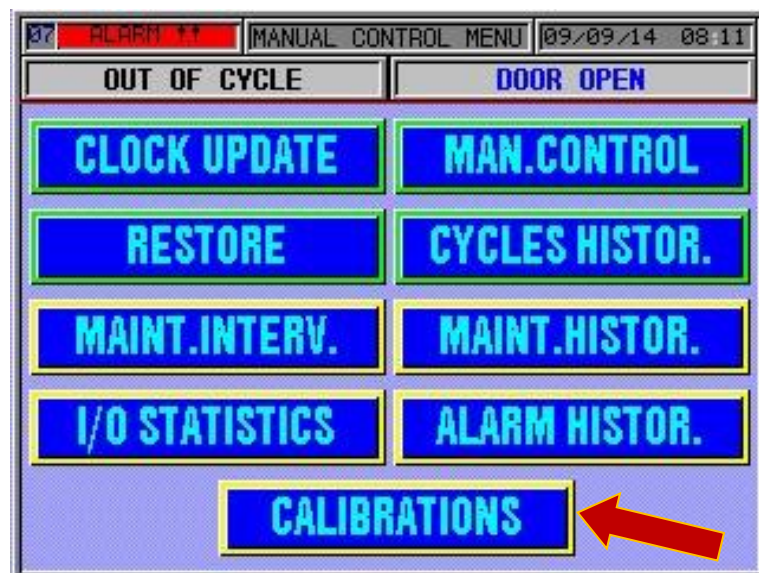 07 ALARM !! MANUAL CONTROL MENU 09/09/14 08:11
OUT OF CYCLE DOOR OPEN
CLOCK UPDATE MAN.CONTROL
RESTORE CYCLES HISTOR.
MAINT.INTERV. MAINT.HISTOR.
I/O STATISTICS ALARM HISTOR.
CALIBRATIONS